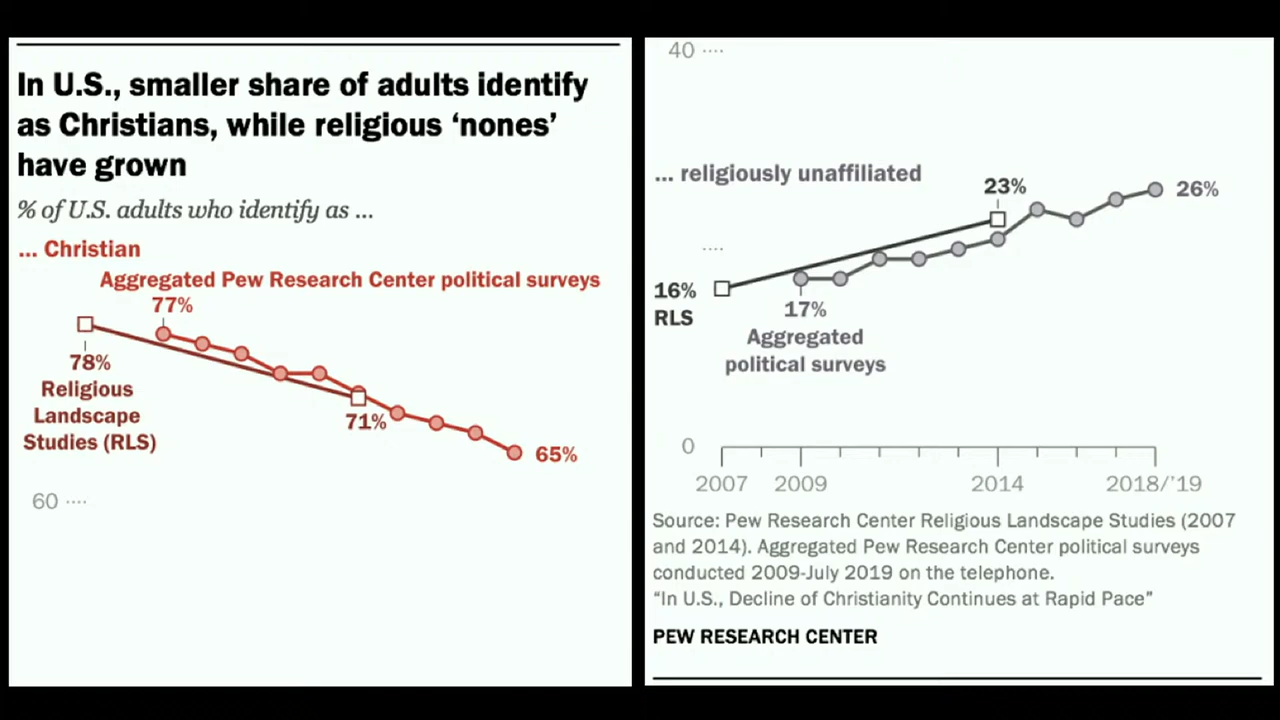 In U.S., smaller share of adults identify
as Christians, while religious ‘nones’
have grown
% of U.S. adults who identify as ...
... Christian
Aggregated Pew Research Center political surveys
77%
78%
Religious
Landscape
Studies (RLS)
71%
65%
60
40
... religiously unaffiliated
23%
26%
16%
RLS
17%
Aggregated
political surveys
0
2007 2009 2014 2018/’19
Source: Pew Research Center Religious Landscape Studies (2007
and 2014). Aggregated Pew Research Center political surveys
conducted 2009-July 2019 on the telephone.
“In U.S., Decline of Christianity Continues at Rapid Pace”
PEW RESEARCH CENTER